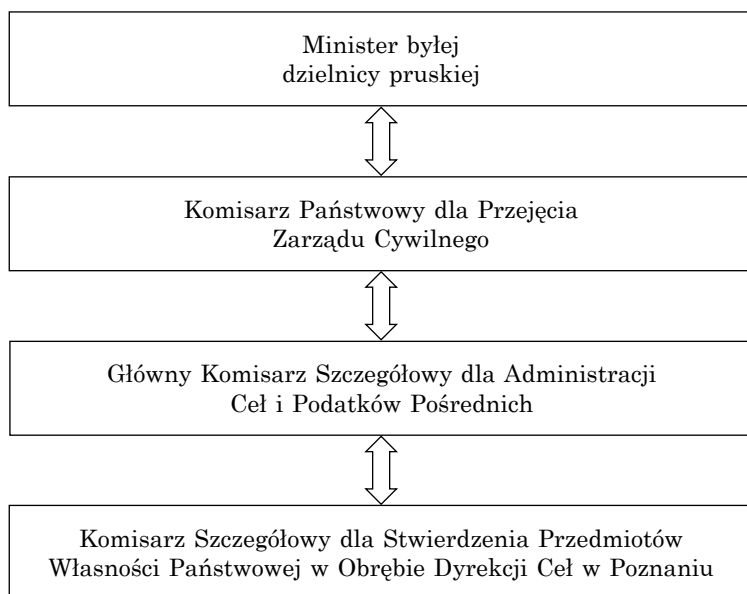 Minister byłej
dzielnicy pruskiej
Komisarz Państwowy dla Przejęcia
Zarządu Cywilnego
Główny Komisarz Szczegółowy dla Administracji
Ceł i Podatków Pośrednich
Komisarz Szczegółowy dla Stwierdzenia Przedmiotów
Własności Państwowej w Obrębie Dyrekcji Ceł w Poznaniu